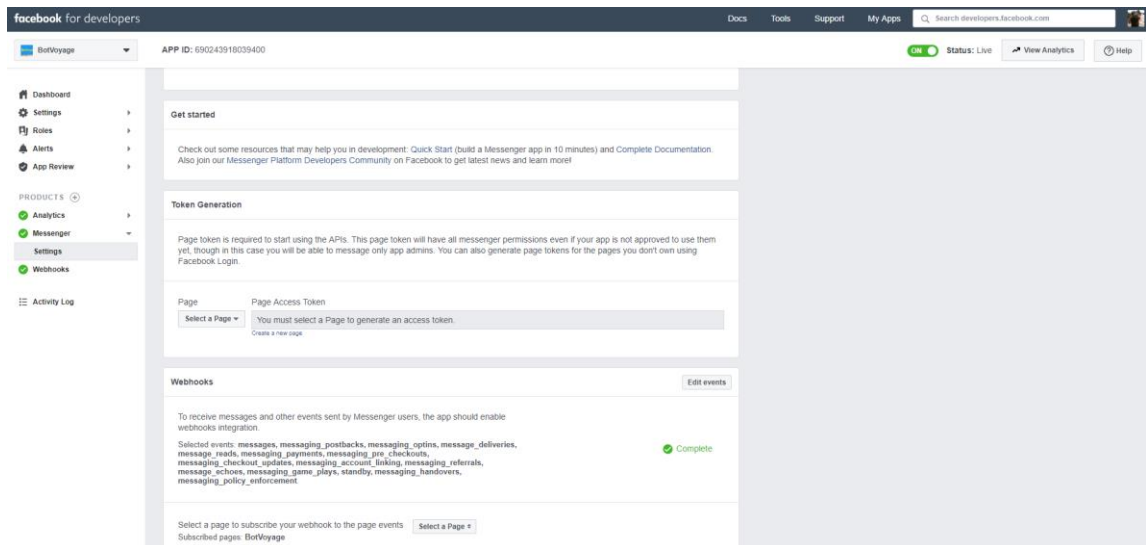 facebook for developers
Docs
Tools
Support
My Apps
Search developers.facebook.com
BotVoyage
APP ID: 690243918039400
ON
Status: Live
View Analytics
Help
Dashboard
Settings
Roles
Alerts
App Review
PRODUCTS
Analytics
Messenger
Settings
Webhooks
Activity Log
Get started
Check out some resources that may help you in development: Quick Start (build a Messenger app in 10 minutes) and Complete Documentation.
Also join our Messenger Platform Developers Community on Facebook to get latest news and learn more!
Token Generation
Page token is required to start using the APIs. This page token will have all messenger permissions even if your app is not approved to use them
yet, though in this case you will be able to message only app admins. You can also generate page tokens for the pages you don't own using
Facebook Login.
Page
Page Access Token
Select a Page
You must select a Page to generate an access token.
Create a new page
Webhooks
Edit events
To receive messages and other events sent by Messenger users, the app should enable
webhooks integration.
Selected events: messages, messaging_postbacks, messaging_optins, message_deliveries,
message_reads, messaging_payments, messaging_pre_checkouts,
messaging_checkout_updates, messaging_account_linking, messaging_referrals,
message_echoes, messaging_game_plays, standby, messaging_handovers,
messaging_policy_enforcement
Complete
Select a page to subscribe your webhook to the page events
Select a Page
Subscribed pages: BotVoyage